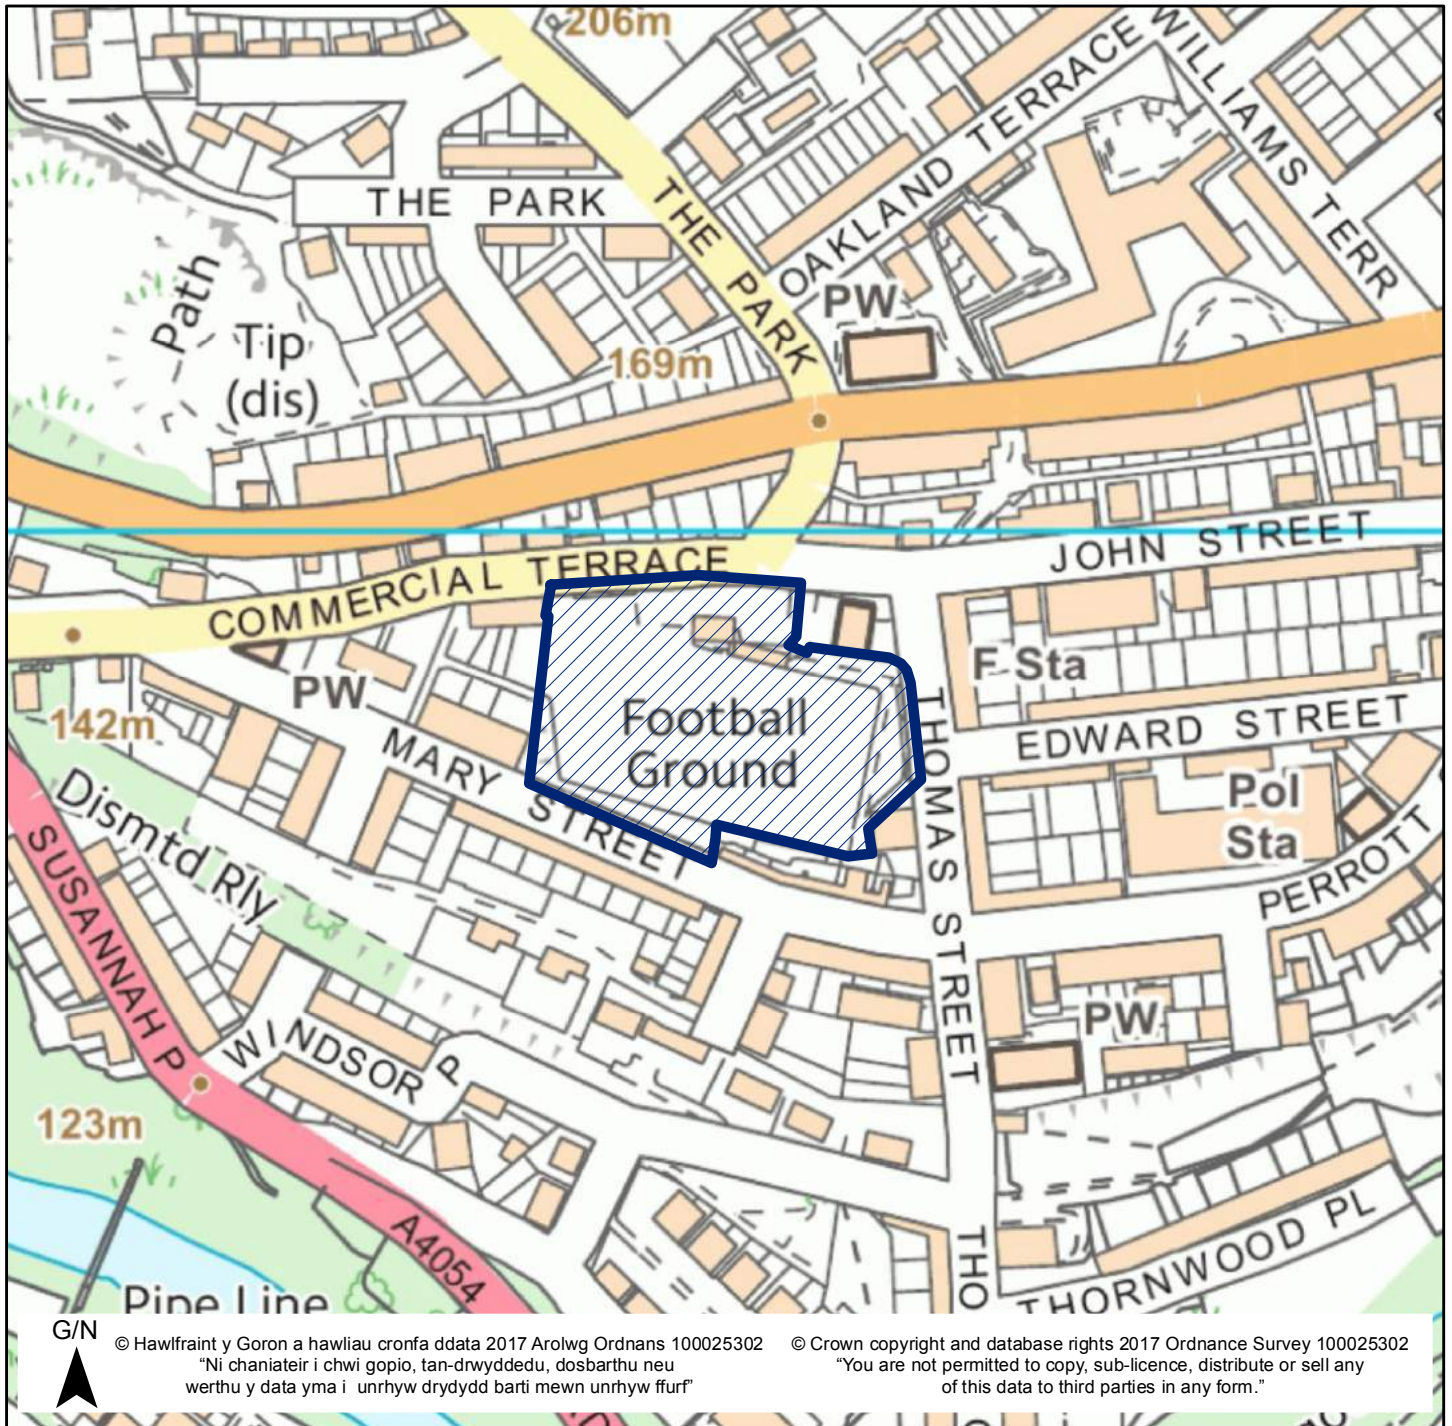 206m
WILLIAMS TERR
OAKLAND TERRACE
THE PARK
THE PARK
Path
PW
Tip
(dis)
169m
JOHN STREET
COMMERCIAL TERRACE
F Sta
PW
142m
Football
Ground
THOMAS STREET
EDWARD STREET
MARY STREET
Pol
Sta
Dismtd Rly
PERROTT
SUSANNAH P
PW
WINDSOR P
123m
A4054
THORNWOOD PL
THO
Pipe Line
G/N
© Hawlfraint y Goron a hawliau cronfa ddata 2017 Arolwg Ordnans 100025302
“Ni chaniateir i chwi gopio, tan-drwyddedu, dosbarthu neu
werthu y data yma i unrhyw drydydd barti mewn unrhyw ffurf”
© Crown copyright and database rights 2017 Ordnance Survey 100025302
“You are not permitted to copy, sub-licence, distribute or sell any
of this data to third parties in any form.”